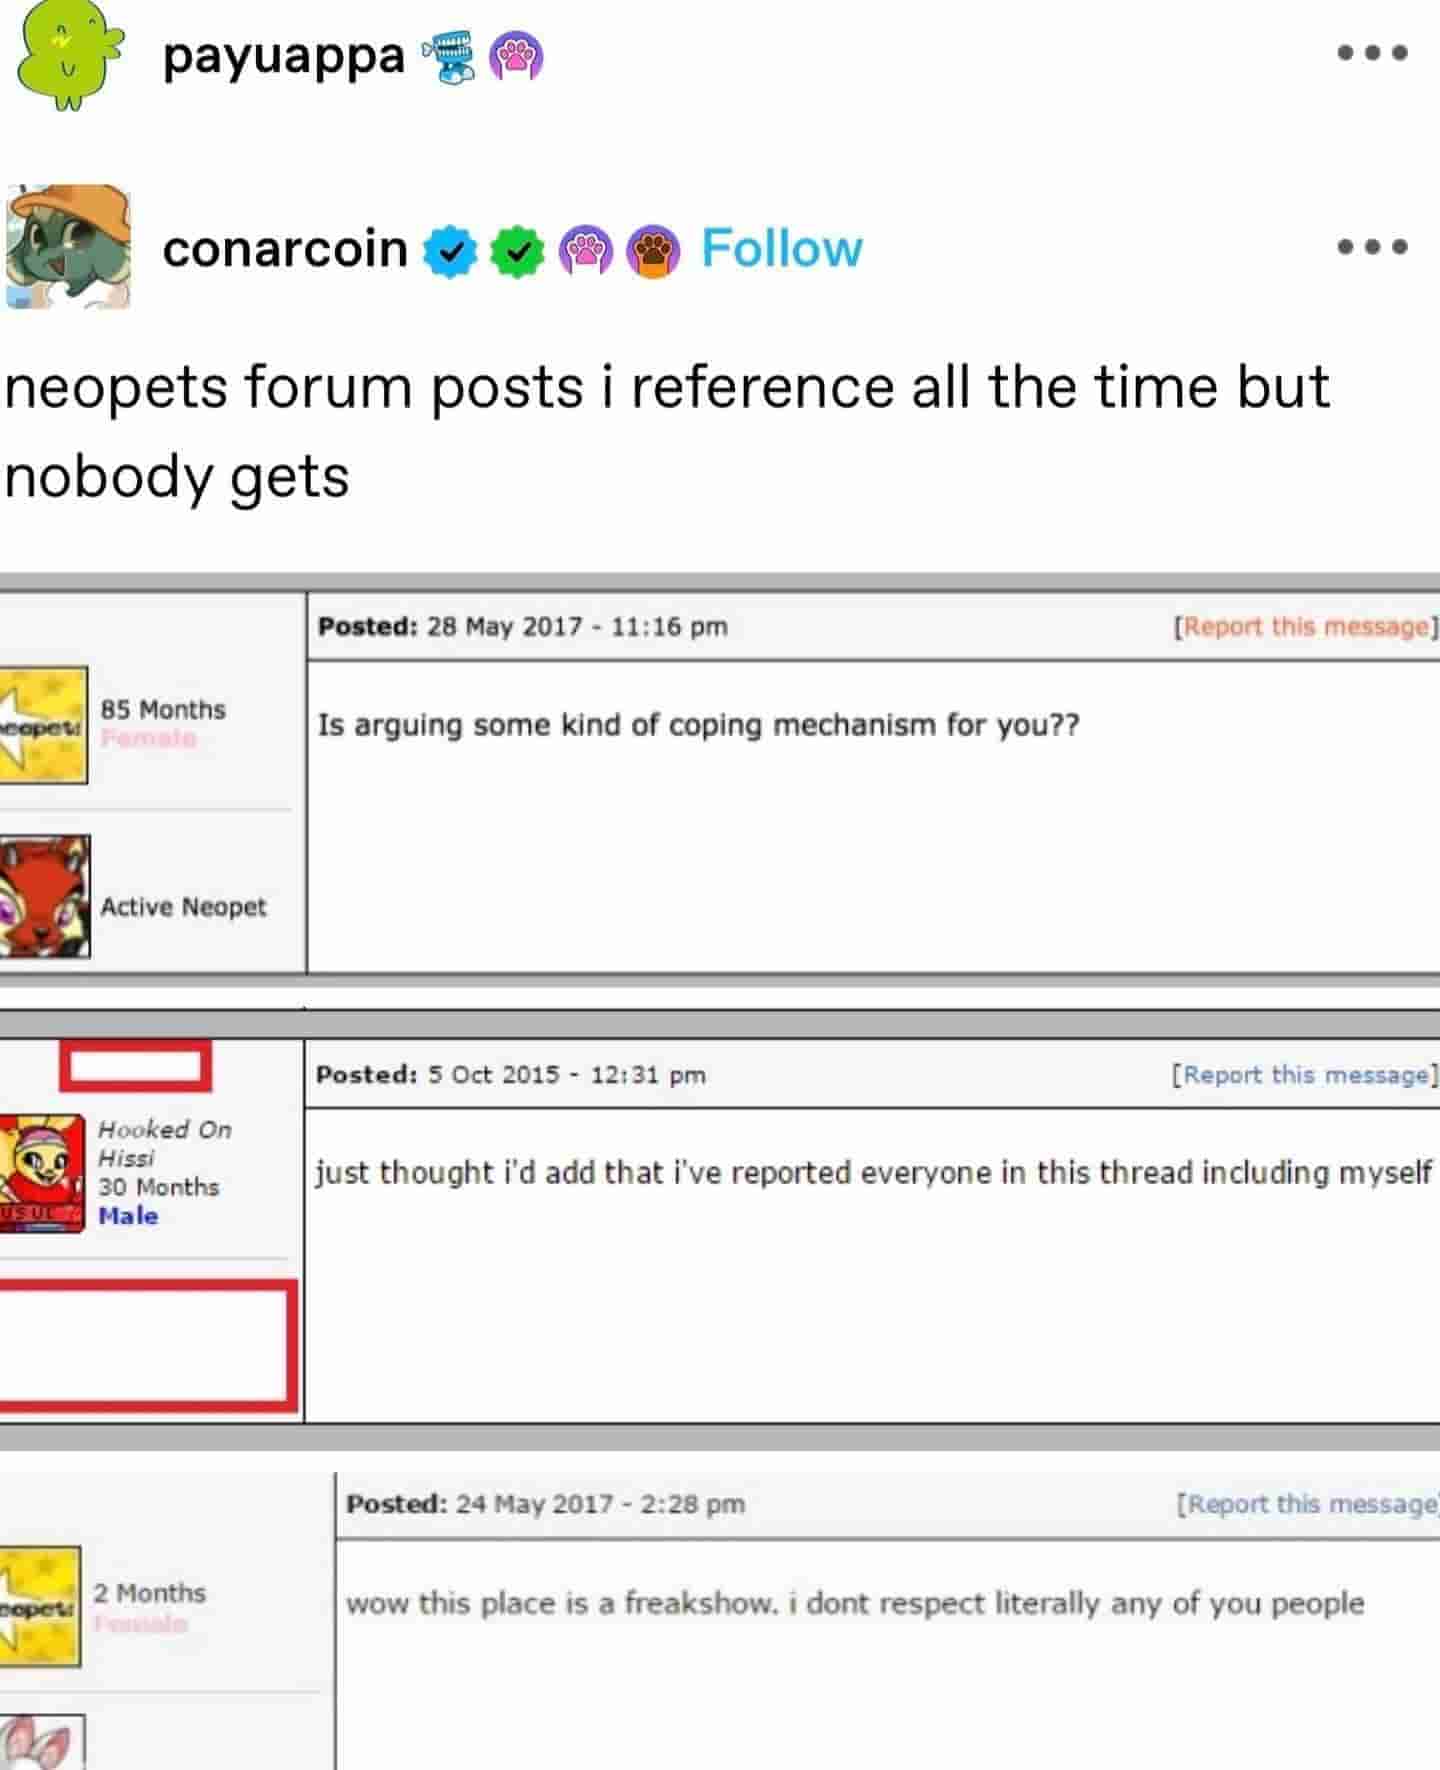 payuappa
conarcoin Follow
neopets forum posts i reference all the time but
nobody gets
Posted: 28 May 2017 - 11:16 pm [Report this message]
85 Months
Female
Is arguing some kind of coping mechanism for you??
Active Neopet
Posted: 5 Oct 2015 - 12:31 pm [Report this message]
Hooked On
Hissi
30 Months
Male
just thought i'd add that i've reported everyone in this thread including myself
Posted: 24 May 2017 - 2:28 pm [Report this message]
2 Months
Female
wow this place is a freakshow. i dont respect literally any of you people